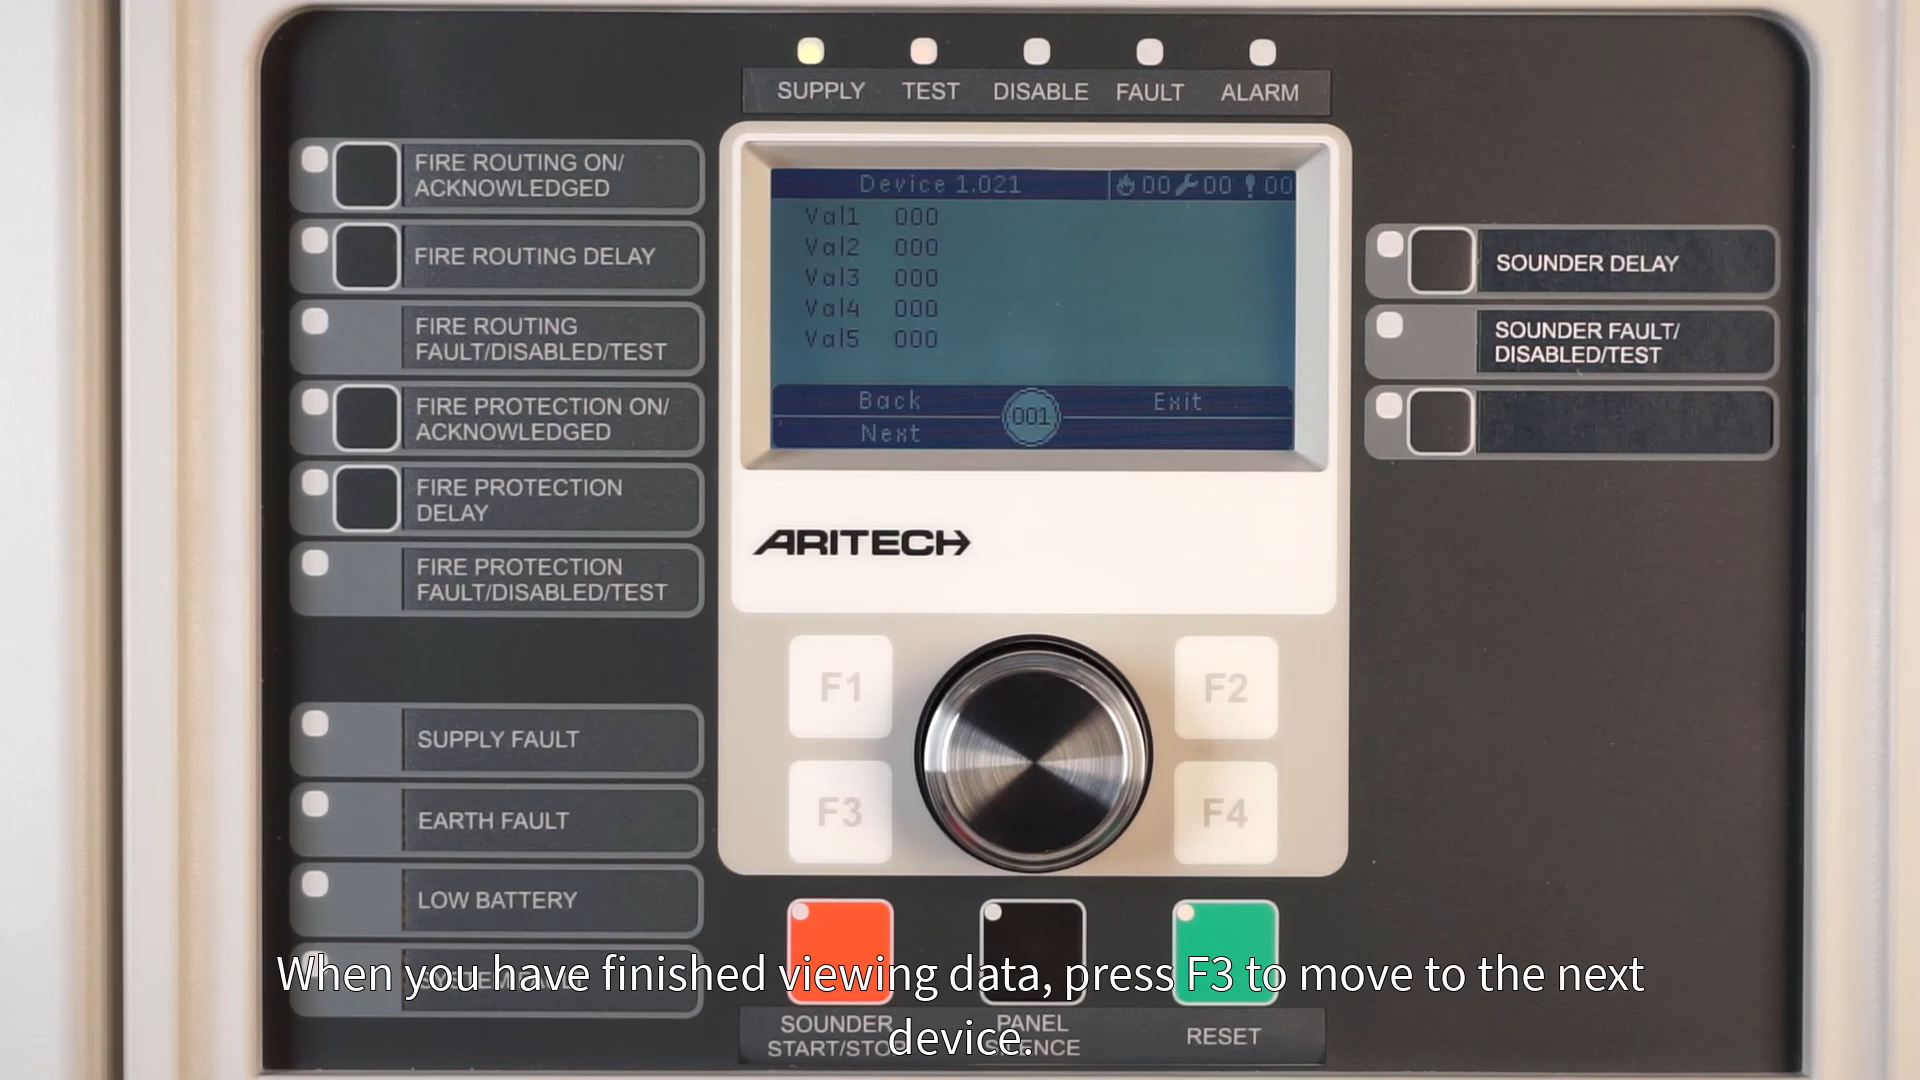 SUPPLY TEST DISABLE FAULT ALARM
FIRE ROUTING ON/
ACKNOWLEDGED
FIRE ROUTING DELAY
FIRE ROUTING
FAULT/DISABLED/TEST
FIRE PROTECTION ON/
ACKNOWLEDGED
FIRE PROTECTION
DELAY
FIRE PROTECTION
FAULT/DISABLED/TEST
SUPPLY FAULT
EARTH FAULT
LOW BATTERY
SYSTEM FAULT
Device 1.021 00 00 00
Val1 000
Val2 000
Val3 000
Val4 000
Val5 000
Back 001 Exit
Next
ARITECH
F1 F2
F3 F4
SOUNDER DELAY
SOUNDER FAULT/
DISABLED/TEST
SOUNDER
START/STOP
PANEL
SILENCE
RESET
When you have finished viewing data, press F3 to move to the next
device.